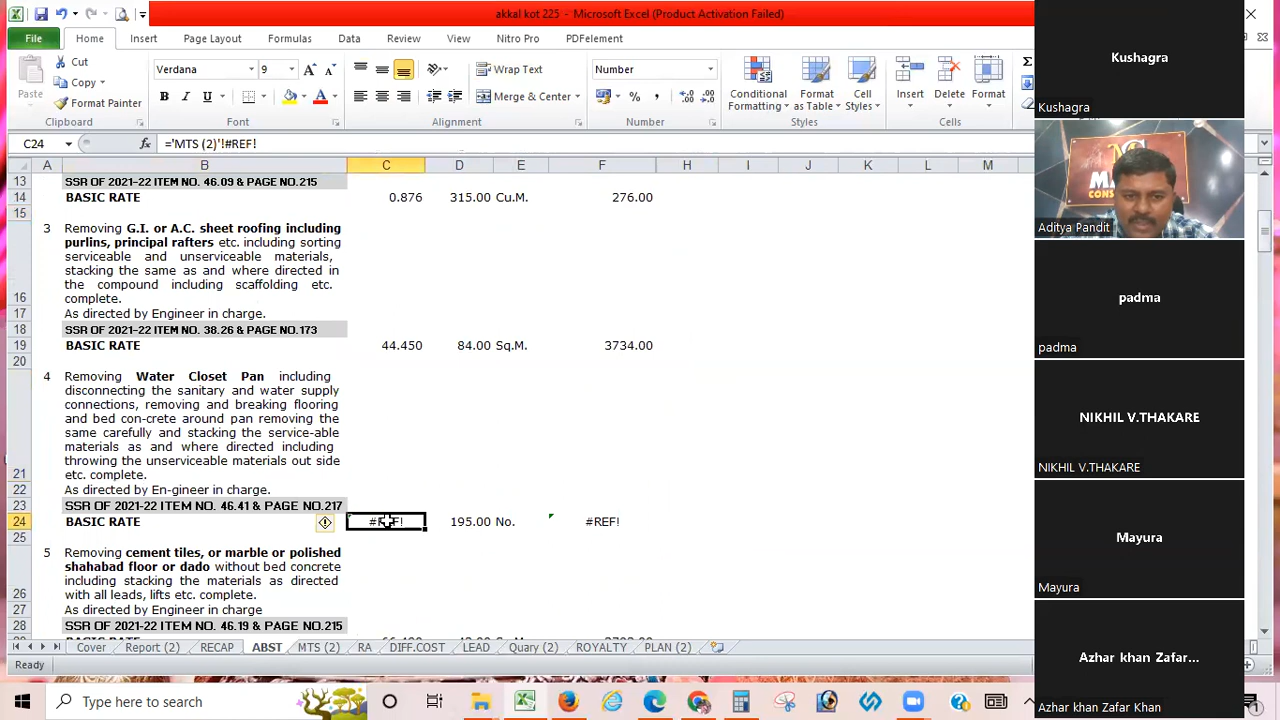 akkal kot 225 - Microsoft Excel (Product Activation Failed)
File Home Insert Page Layout Formulas Data Review View Nitro Pro PDFelement
Paste Cut Copy Format Painter Clipboard
Verdana 9 B I U A Font
Wrap Text Merge & Center Alignment
Number % , Number
Conditional Formatting Format as Table Cell Styles Styles
Insert Delete Format Cells
C24 fx ='MTS (2)'!#REF!
A B C D E F H I J K L M
13 SSR OF 2021-22 ITEM NO. 46.09 & PAGE NO.215
14 BASIC RATE 0.876 315.00 Cu.M. 276.00
15
3 Removing G.I. or A.C. sheet roofing including
purlins, principal rafters etc. including sorting
serviceable and unserviceable materials,
stacking the same as and where directed in
the compound including scaffolding etc.
16 complete.
17 As directed by Engineer in charge.
18 SSR OF 2021-22 ITEM NO. 38.26 & PAGE NO.173
19 BASIC RATE 44.450 84.00 Sq.M. 3734.00
20
4 Removing Water Closet Pan including
disconnecting the sanitary and water supply
connections, removing and breaking flooring
and bed con-crete around pan removing the
same carefully and stacking the service-able
materials as and where directed including
throwing the unserviceable materials out side
21 etc. complete.
22 As directed by En-gineer in charge.
23 SSR OF 2021-22 ITEM NO. 46.41 & PAGE NO.217
24 BASIC RATE #REF! 195.00 No. #REF!
25
5 Removing cement tiles, or marble or polished
shahabad floor or dado without bed concrete
including stacking the materials as directed
26 with all leads, lifts etc. complete.
27 As directed by Engineer in charge
28 SSR OF 2021-22 ITEM NO. 46.19 & PAGE NO.215
Cover Report (2) RECAP ABST MTS (2) RA DIFF.COST LEAD Quary (2) ROYALTY PLAN (2)
Ready
Type here to search
Kushagra
Kushagra
Aditya Pandit
padma
padma
NIKHIL V.THAKARE
NIKHIL V.THAKARE
Mayura
Mayura
Azhar khan Zafar...
Azhar khan Zafar Khan